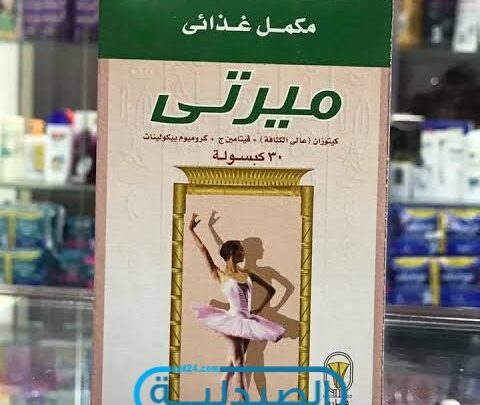 مكمل غذائى
ميرتى
كيتوزان (عالى الكثافة) + فيتامين ج + كروميوم بيكولينات
٣٠ كبسولة
الصيدلية